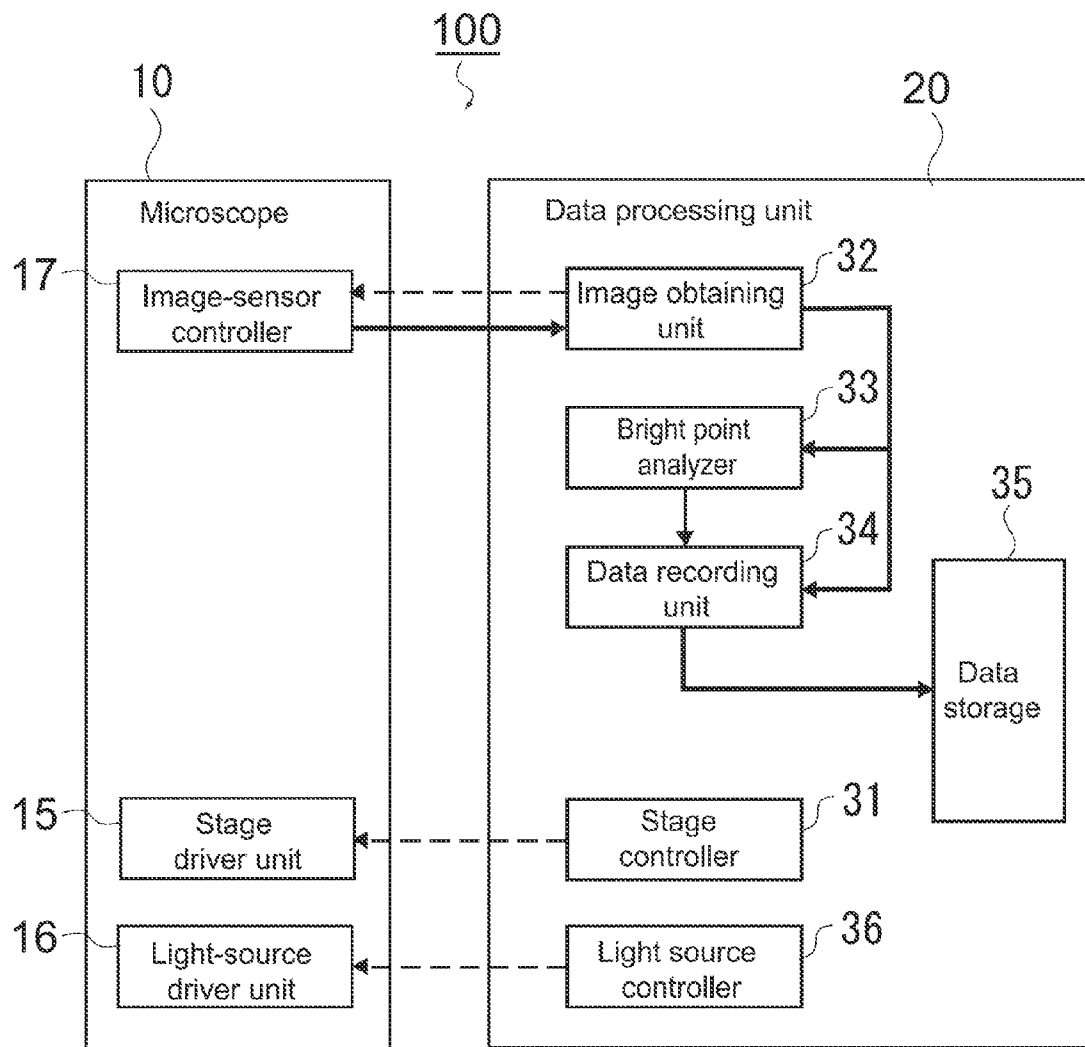 100
10
20
Microscope
Data processing unit
17
Image-sensor
controller
32
Image obtaining
unit
33
Bright point
analyzer
34
Data recording
unit
35
Data
storage
15
Stage
driver unit
31
Stage
controller
16
Light-source
driver unit
36
Light source
controller